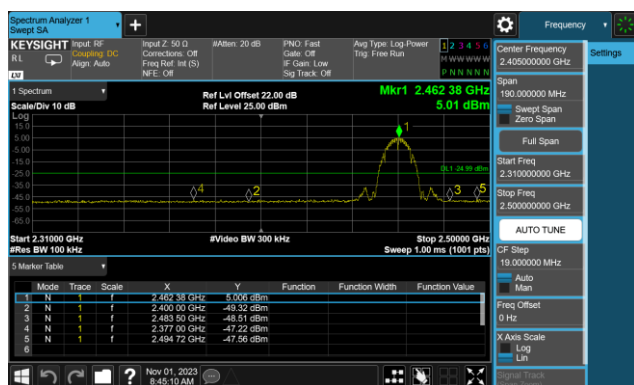 Spectrum Analyzer 1
Swept SA
Frequency
KEYSIGHT
Input: RF
Input Z: 50 Ω
#Atten: 20 dB
PNO: Fast
Avg Type: Log-Power
1 2 3 4 5 6
RL
Coupling: DC
Corrections: Off
Gate: Off
Trig: Free Run
M W W W W W
Align: Auto
Freq Ref: Int (S)
IF Gain: Low
P N N N N N
NFE: Off
Sig Track: Off
LXI
1 Spectrum
Ref Lvl Offset 22.00 dB
Mkr1 2.462 38 GHz
Scale/Div 10 dB
Ref Level 25.00 dBm
5.01 dBm
Log
15.0
5.00
-5.00
-15.0
-25.0
-35.0
-45.0
-55.0
-65.0
1
DL1 -24.99 dBm
4
2
3
5
Start 2.31000 GHz
#Video BW 300 kHz
Stop 2.50000 GHz
#Res BW 100 kHz
Sweep 1.00 ms (1001 pts)
5 Marker Table
Mode Trace Scale X Y Function Function Width Function Value
1 N 1 f 2.462 38 GHz 5.006 dBm
2 N 1 f 2.400 00 GHz -49.32 dBm
3 N 1 f 2.483 50 GHz -48.51 dBm
4 N 1 f 2.377 00 GHz -47.22 dBm
5 N 1 f 2.494 72 GHz -47.56 dBm
6
Nov 01, 2023
8:45:10 AM
Center Frequency
2.405000000 GHz
Settings
Span
190.000000 MHz
Swept Span
Zero Span
Full Span
Start Freq
2.310000000 GHz
Stop Freq
2.500000000 GHz
AUTO TUNE
CF Step
19.000000 MHz
Auto
Man
Freq Offset
0 Hz
X Axis Scale
Log
Lin
Signal Track